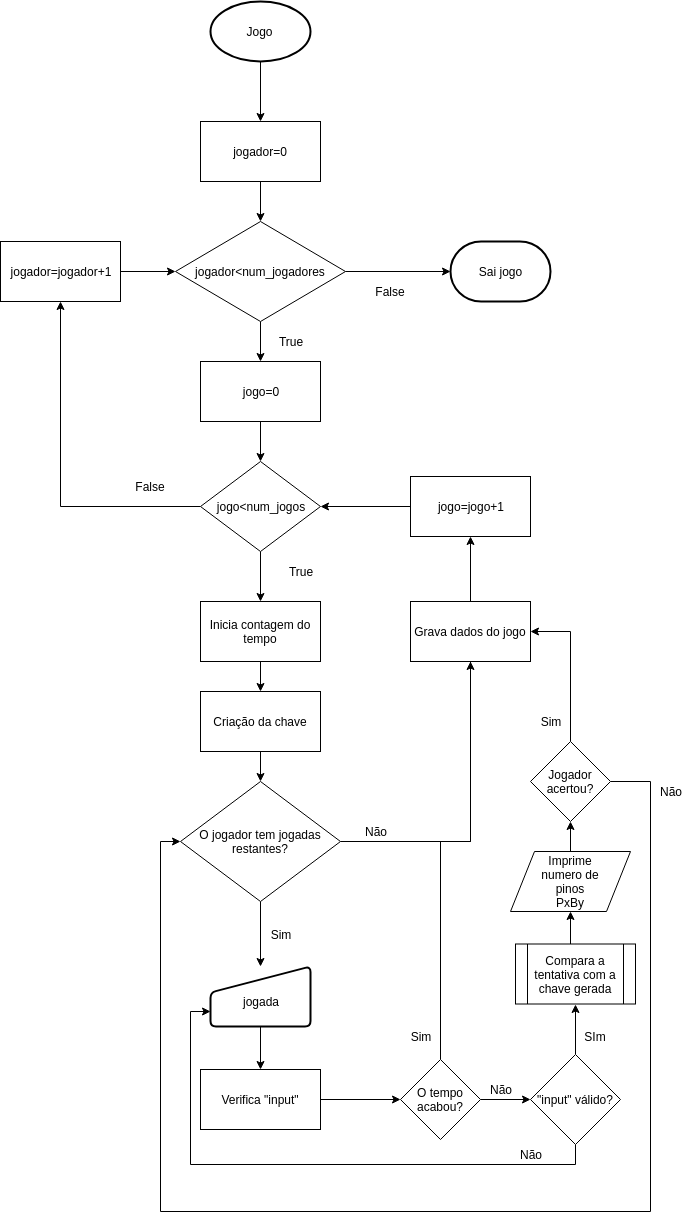 Jogo
jogador=0
jogador=jogador+1
jogador<num_jogadores
Sai jogo
False
True
jogo=0
False
jogo<num_jogos
jogo=jogo+1
True
Inicia contagem do
tempo
Grava dados do jogo
Criação da chave
Sim
Jogador
acertou?
Não
O jogador tem jogadas
restantes?
Não
Imprime
numero de
pinos
PxBy
Sim
Compara a
tentativa com a
chave gerada
jogada
Sim
SIm
Verifica "input"
O tempo
acabou?
Não
"input" válido?
Não